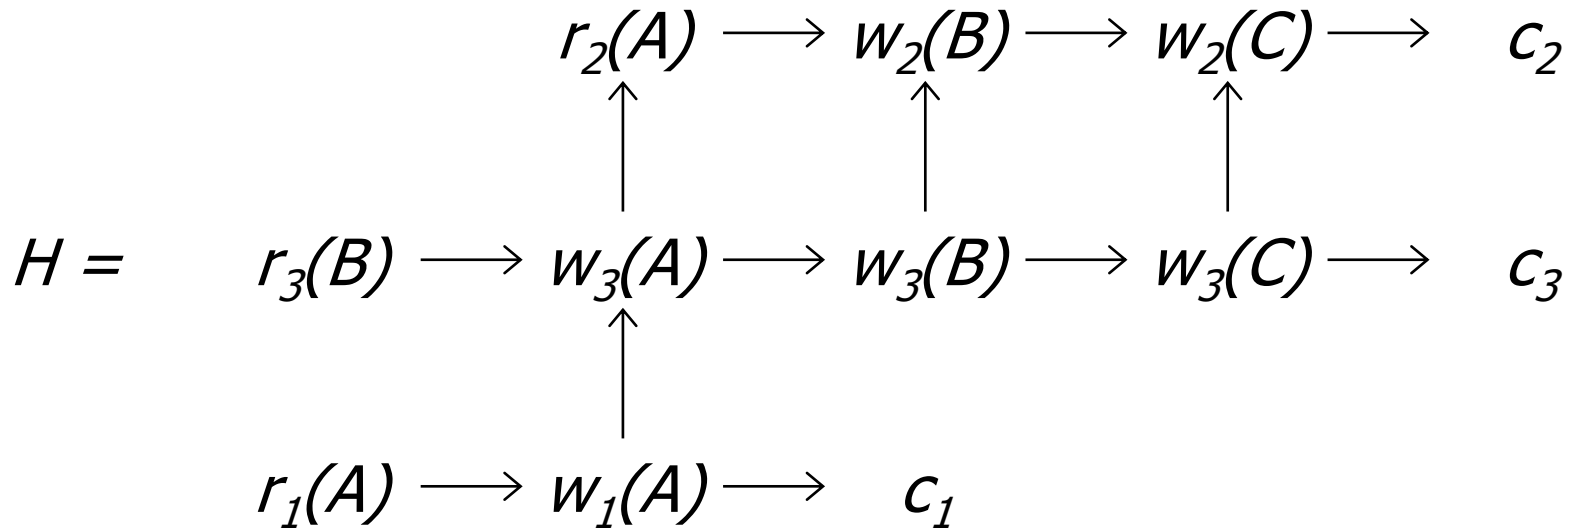 r₂(A) → w₂(B) → w₂(C) → c₂
H = r₃(B) → w₃(A) → w₃(B) → w₃(C) → c₃
r₁(A) → w₁(A) → c₁